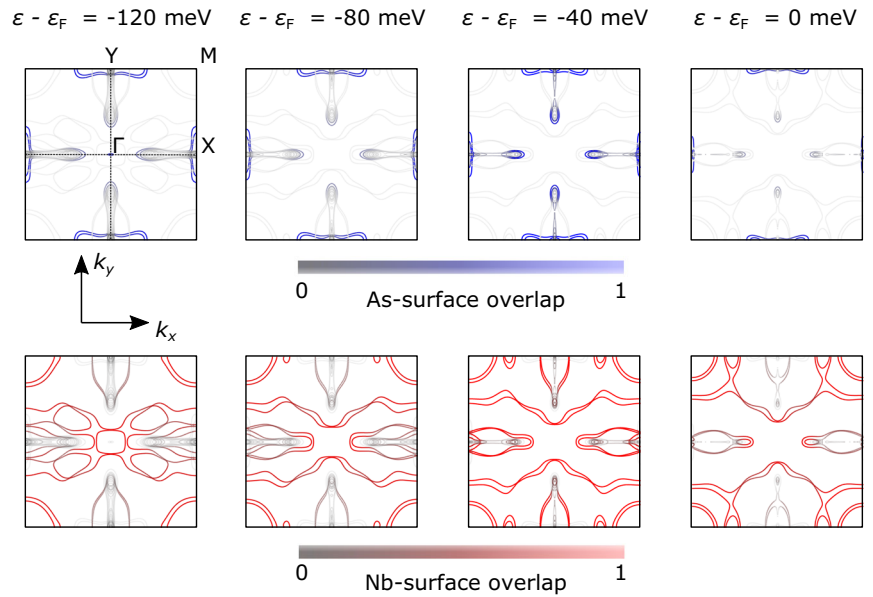 ε - εF = -120 meV
ε - εF = -80 meV
ε - εF = -40 meV
ε - εF = 0 meV
Y
M
Γ
X
ky
kx
0
1
As-surface overlap
0
1
Nb-surface overlap